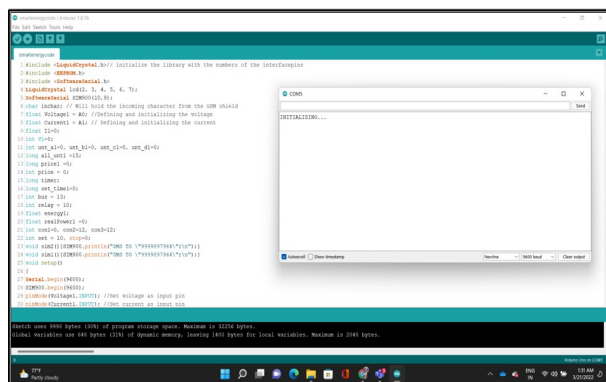 smartenergycode | Arduino 1.8.16
File Edit Sketch Tools Help
smartenergycode
1 #include <LiquidCrystal.h>// initialize the library with the numbers of the interfacepins
2 #include <EEPROM.h>
3 #include <SoftwareSerial.h>
4 LiquidCrystal lcd(2, 3, 4, 5, 6, 7);
5 SoftwareSerial SIM900(10,9);
6 char inchar; // Will hold the incoming character from the GSM shield
7 float Voltage1 = A0; //Defining and initializing the voltage
8 float Current1 = A1; // Defining and initializing the current
9 float I1=0;
10 int V1=0;
11 int unt_a1=0, unt_b1=0, unt_c1=0, unt_d1=0;
12 long all_unt1 =15;
13 long price1 =0;
14 int price = 0;
15 long timer;
16 long set_time1=0;
17 int buz = 13;
18 int relay = 10;
19 float energy1;
20 float realPower1 =0;
21 int con1=0, con2=12, con3=12;
22 int set = 10, stop=0;
23 void sim2(){SIM900.println("SMS TO \"9999097968\"r\n");}
24 void sim1(){SIM900.println("SMS TO \"9999097968\"r\n");}
25 void setup()
26 {
27 Serial.begin(9600);
28 SIM900.begin(9600);
29 pinMode(Voltage1,INPUT); //Set voltage as input pin
30 pinMode(Current1,INPUT); //Set current as input pin
COM5
Send
INITIALIZING...
Autoscroll Show timestamp
Newline
9600 baud
Clear output
Sketch uses 9990 bytes (30%) of program storage space. Maximum is 32256 bytes.
Global variables use 648 bytes (31%) of dynamic memory, leaving 1400 bytes for local variables. Maximum is 2048 bytes.
Arduino Uno on COM5
77°F
Partly cloudy
ENG
IN
1:31 AM
3/21/2022